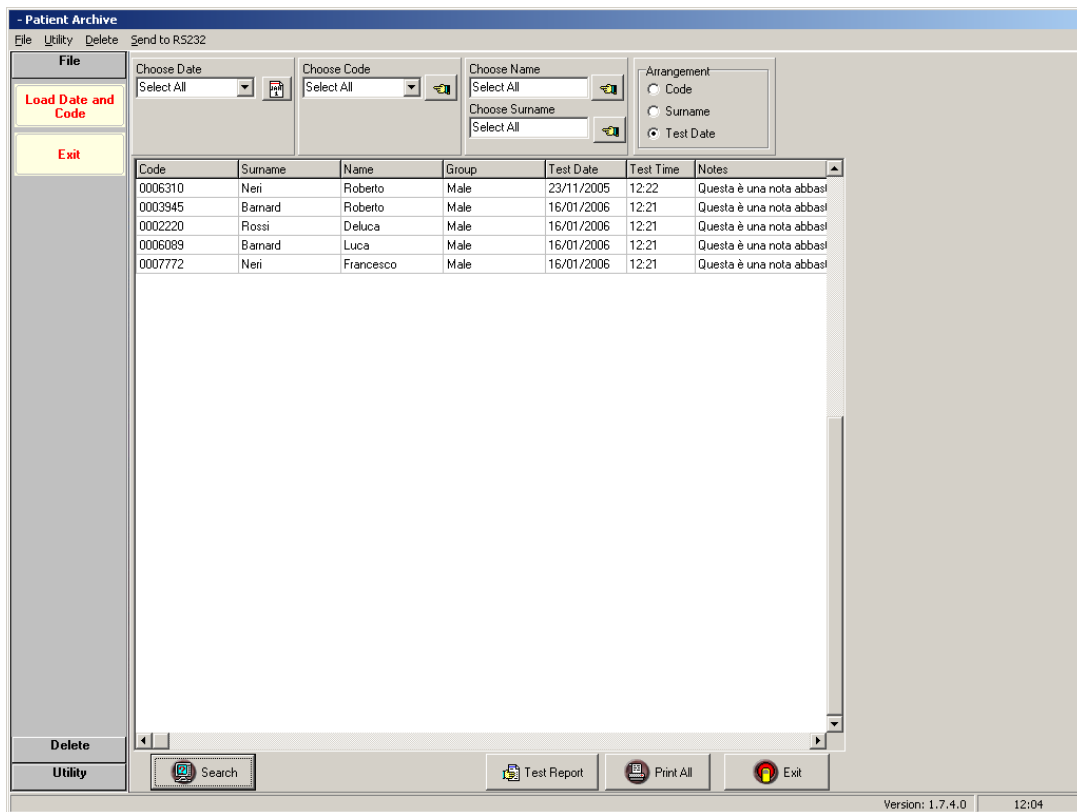 - Patient Archive
File Utility Delete Send to RS232
File
Load Date and
Code
Exit
Choose Date
Select All
Choose Code
Select All
Choose Name
Select All
Choose Surname
Select All
Arrangement
Code
Surname
Test Date
Code Surname Name Group Test Date Test Time Notes
0006310 Neri Roberto Male 23/11/2005 12:22 Questa è una nota abbast
0003945 Barnard Roberto Male 16/01/2006 12:21 Questa è una nota abbast
0002220 Rossi Deluca Male 16/01/2006 12:21 Questa è una nota abbast
0006089 Barnard Luca Male 16/01/2006 12:21 Questa è una nota abbast
0007772 Neri Francesco Male 16/01/2006 12:21 Questa è una nota abbast
Delete
Utility
Search Test Report Print All Exit
Version: 1.7.4.0 12:04